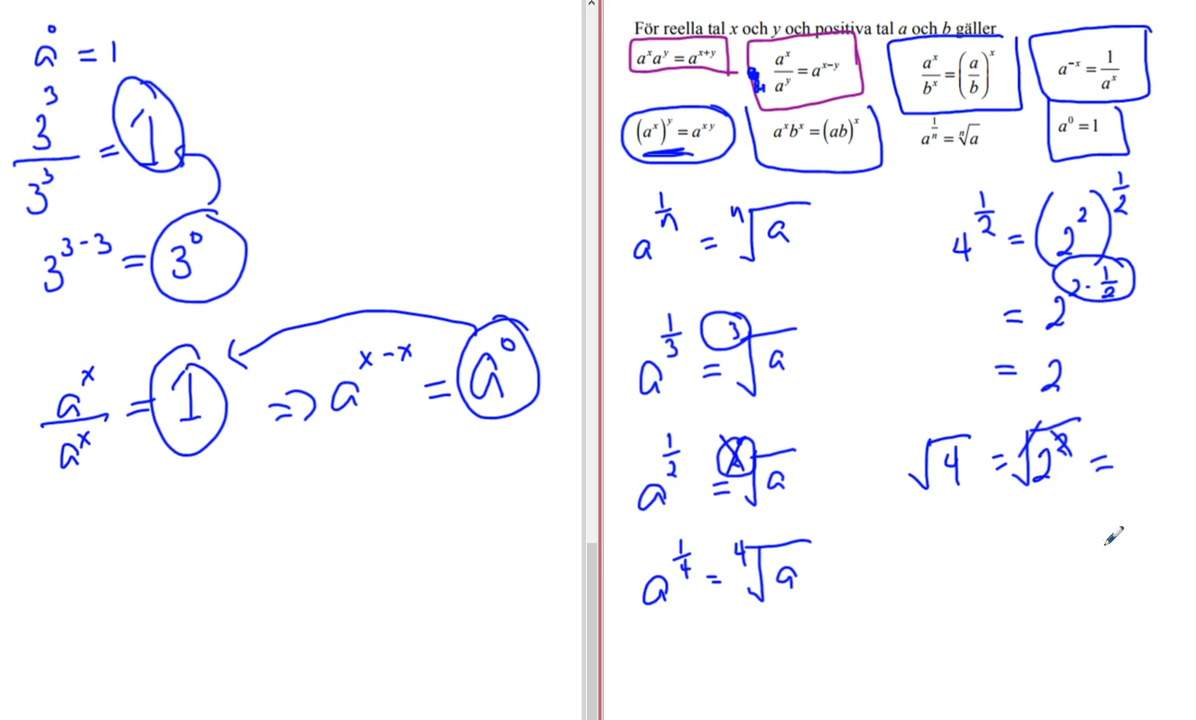 a⁰ = 1
3³/3³ = 1
3³⁻³ = 3⁰
aˣ/aˣ = 1 ⇒ aˣ⁻ˣ = a⁰
För reella tal x och y och positiva tal a och b gäller
aˣaʸ = aˣ⁺ʸ aˣ/aʸ = aˣ⁻ʸ aˣ/bˣ = (a/b)ˣ a⁻ˣ = 1/aˣ
(aˣ)ʸ = aˣʸ aˣbˣ = (ab)ˣ a^(1/n) = ⁿ√a a⁰ = 1
a^(1/n) = ⁿ√a
a^(1/3) = ³√a
a^(1/2) = ²√a
a^(1/4) = ⁴√a
4^(1/2) = (2²)^(1/2)
= 2^(2·1/2)
= 2
√4 = √2² =